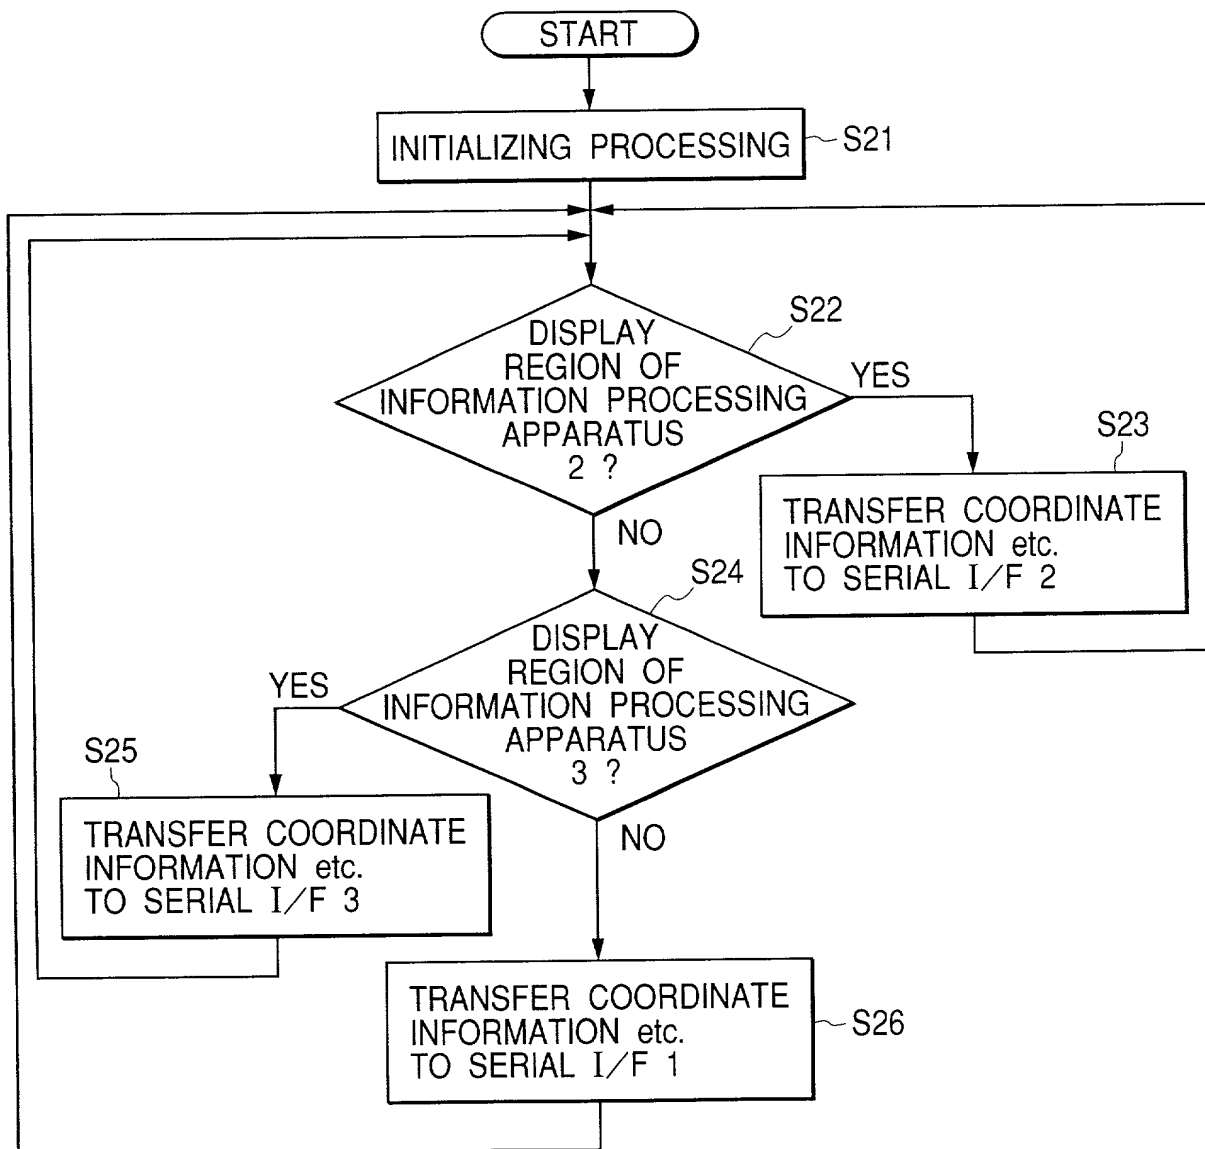 START
INITIALIZING PROCESSING
S21
DISPLAY
REGION OF
INFORMATION PROCESSING
APPARATUS
2 ?
S22
YES
NO
S23
TRANSFER COORDINATE
INFORMATION etc.
TO SERIAL I/F 2
S24
DISPLAY
REGION OF
INFORMATION PROCESSING
APPARATUS
3 ?
YES
NO
S25
TRANSFER COORDINATE
INFORMATION etc.
TO SERIAL I/F 3
TRANSFER COORDINATE
INFORMATION etc.
TO SERIAL I/F 1
S26